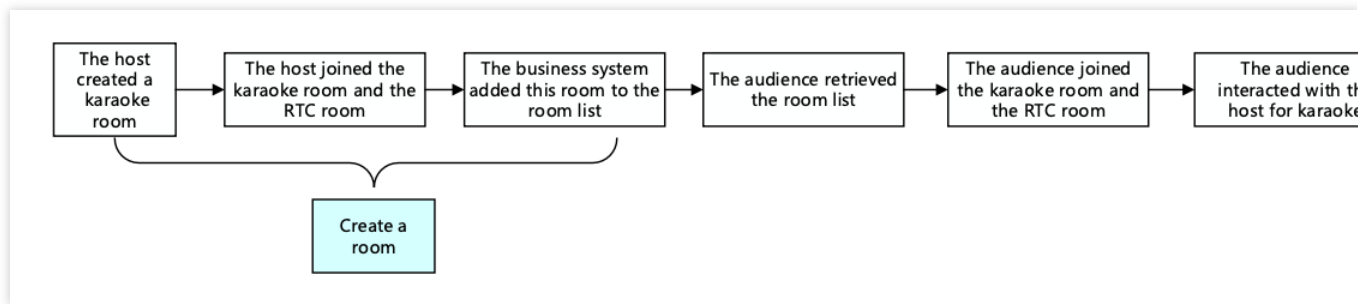 The host
created a
karaoke
room
The host joined the
karaoke room and the
RTC room
The business system
added this room to the
room list
The audience retrieved
the room list
The audience joined
the karaoke room and
the RTC room
The audience
interacted with
host for karaoke
Create a
room